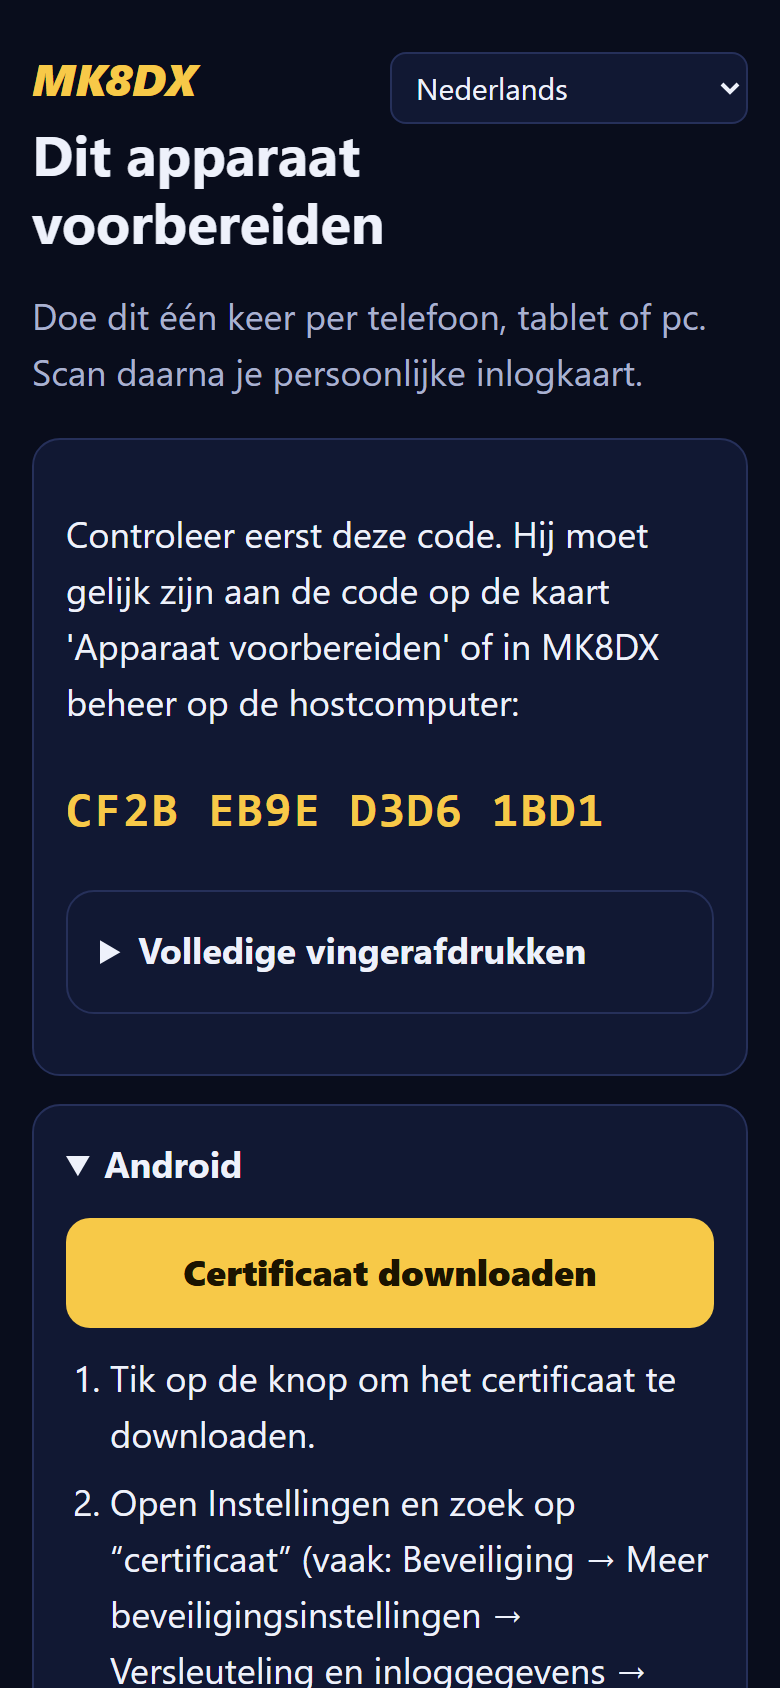 MK8DX
Nederlands
Dit apparaat
voorbereiden
Doe dit één keer per telefoon, tablet of pc.
Scan daarna je persoonlijke inlogkaart.
Controleer eerst deze code. Hij moet
gelijk zijn aan de code op de kaart
'Apparaat voorbereiden' of in MK8DX
beheer op de hostcomputer:
CF2B EB9E D3D6 1BD1
Volledige vingerafdrukken
Android
Certificaat downloaden
1. Tik op de knop om het certificaat te
downloaden.
2. Open Instellingen en zoek op
“certificaat” (vaak: Beveiliging → Meer
beveiligingsinstellingen →
Versleuteling en inloggegevens →